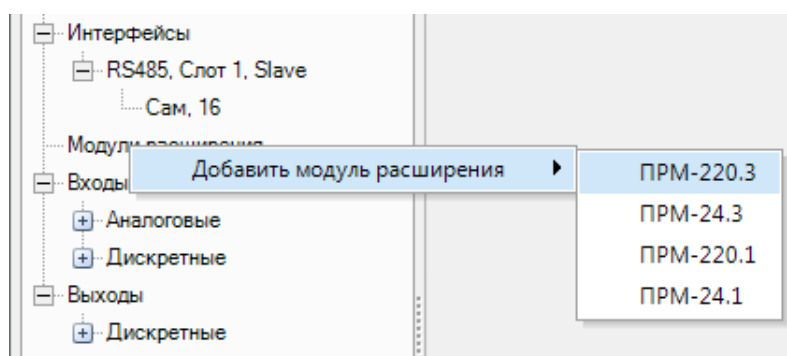 Интерфейсы
RS485, Слот 1, Slave
Сам, 16
Модули расширения
Добавить модуль расширения
ПРМ-220.3
ПРМ-24.3
ПРМ-220.1
ПРМ-24.1
Входы
Аналоговые
Дискретные
Выходы
Дискретные